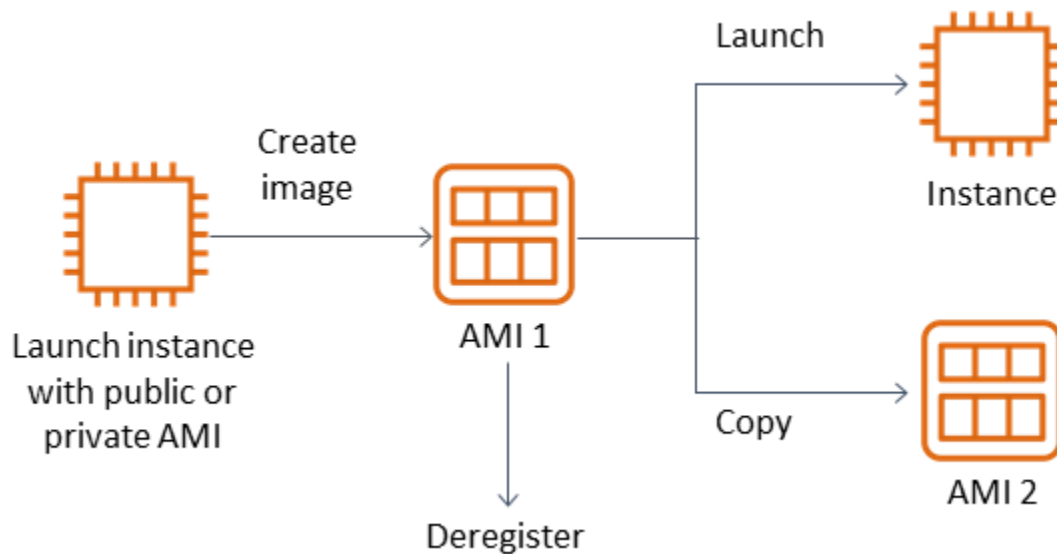 Launch
Create
image
Instance
AMI 1
Launch instance
with public or
private AMI
Copy
AMI 2
Deregister